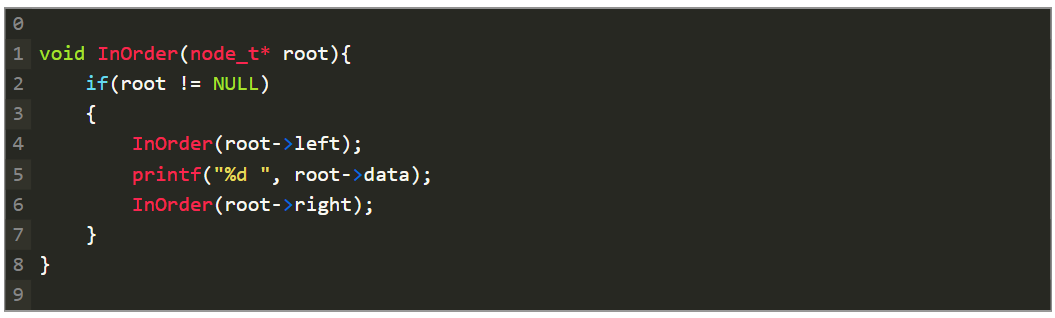 0
1 void InOrder(node_t* root){
2     if(root != NULL)
3     {
4         InOrder(root->left);
5         printf("%d ", root->data);
6         InOrder(root->right);
7     }
8 }
9